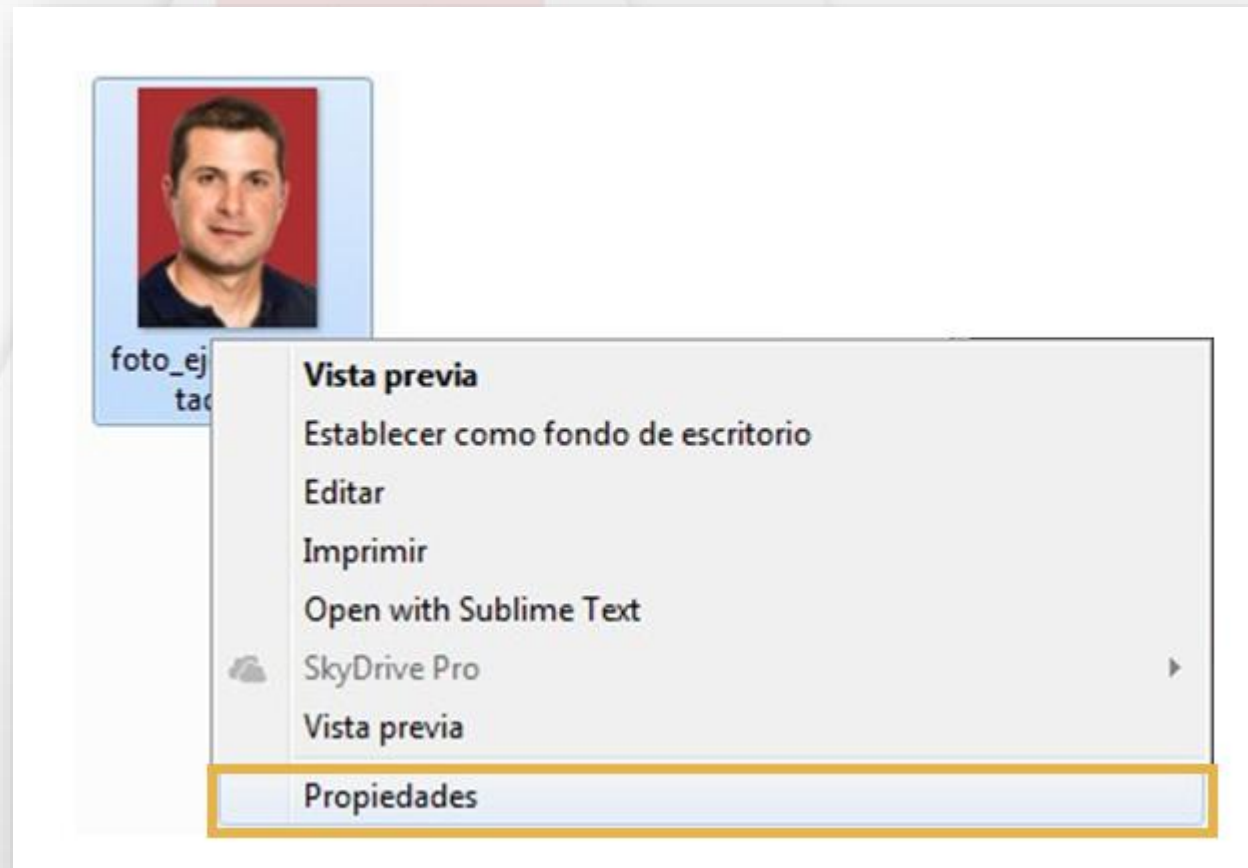 foto_ej
tac
Vista previa
Establecer como fondo de escritorio
Editar
Imprimir
Open with Sublime Text
SkyDrive Pro
Vista previa
Propiedades